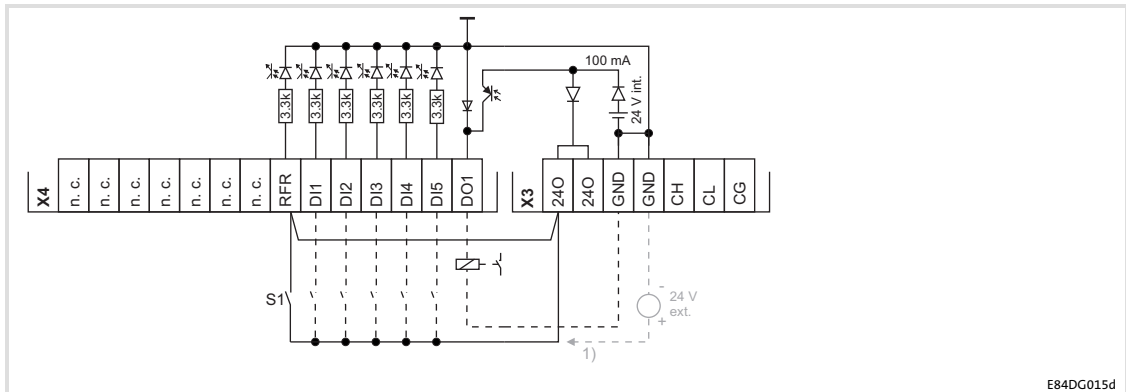 100 mA
3.3k
3.3k
3.3k
3.3k
3.3k
3.3k
24 V int.
X4
n. c.
n. c.
n. c.
n. c.
n. c.
n. c.
n. c.
RFR
DI1
DI2
DI3
DI4
DI5
DO1
X3
24O
24O
GND
GND
CH
CL
CG
S1
-
24 V
ext.
+
1)
E84DG015d